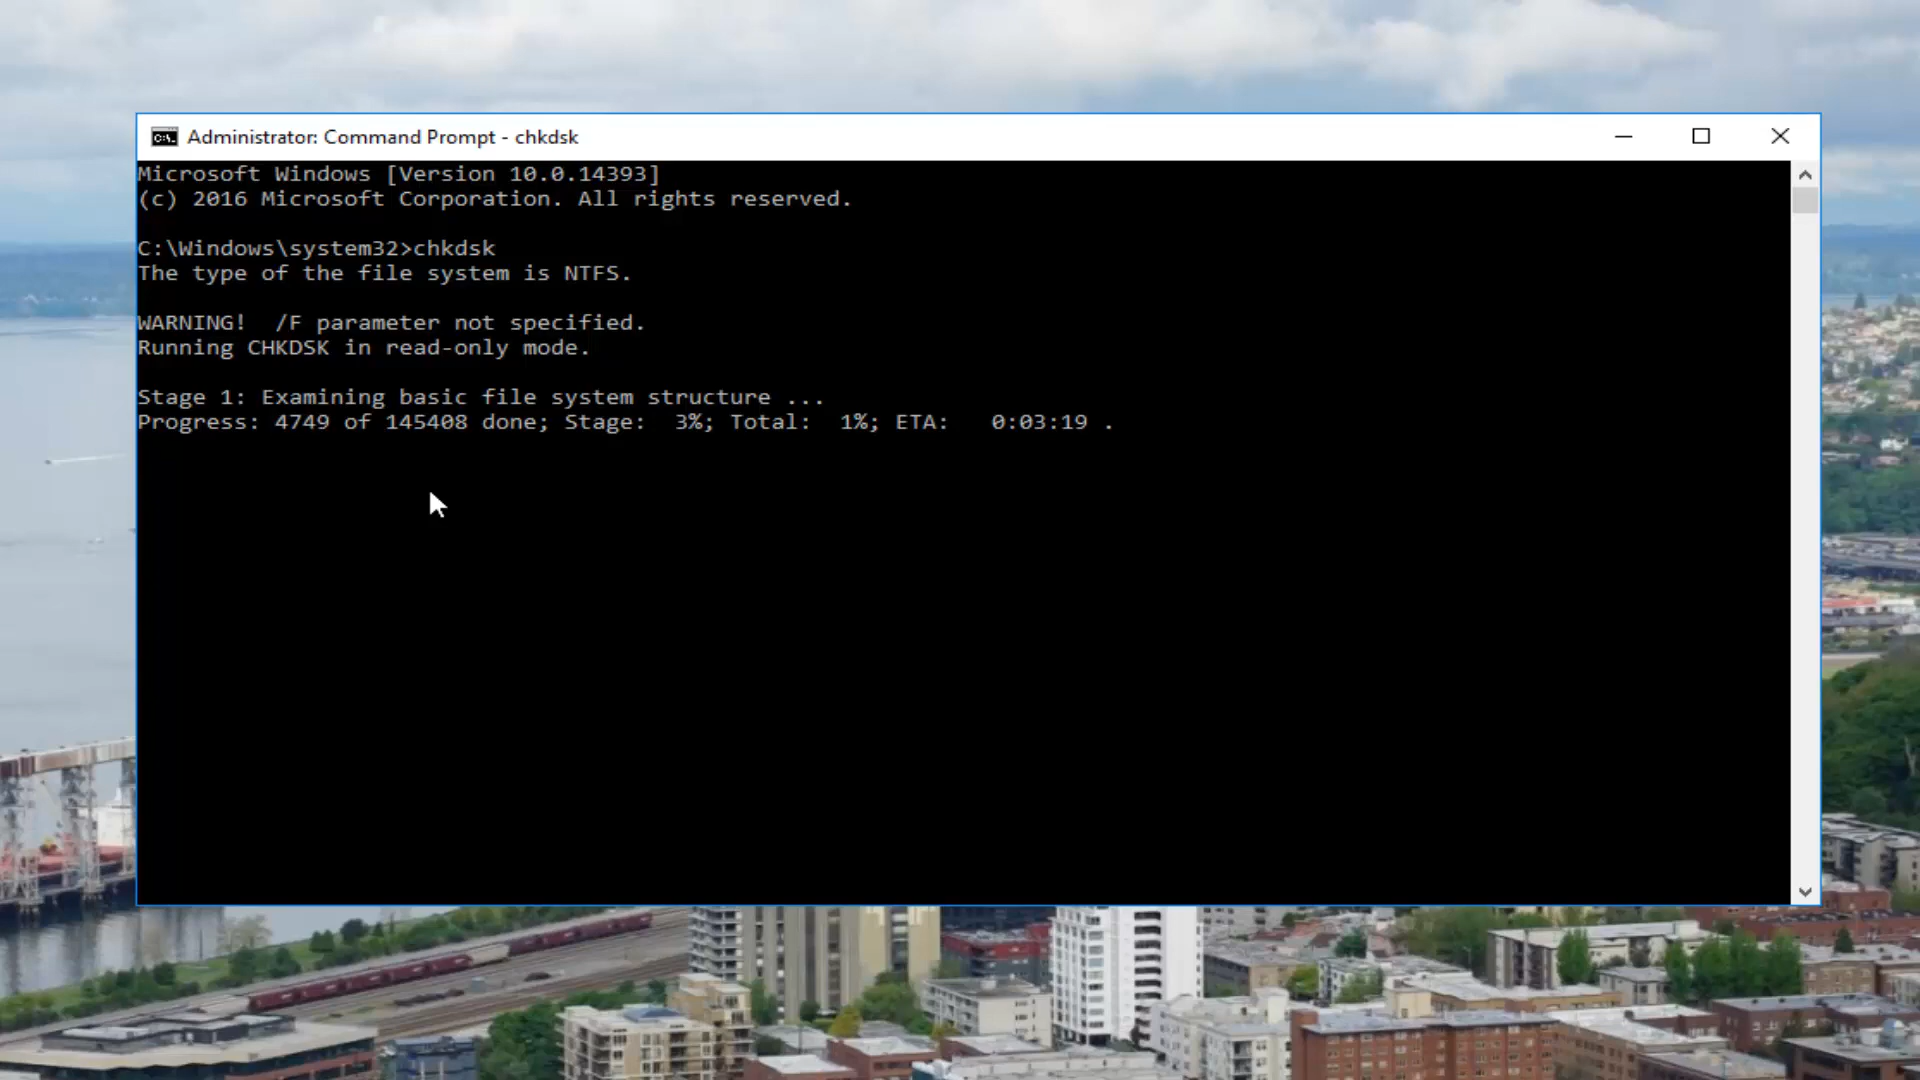 Administrator: Command Prompt - chkdsk
Microsoft Windows [Version 10.0.14393]
(c) 2016 Microsoft Corporation. All rights reserved.
C:\Windows\system32>chkdsk
The type of the file system is NTFS.
WARNING!  /F parameter not specified.
Running CHKDSK in read-only mode.
Stage 1: Examining basic file system structure ...
Progress: 4749 of 145408 done; Stage:  3%; Total:  1%; ETA:   0:03:19 .